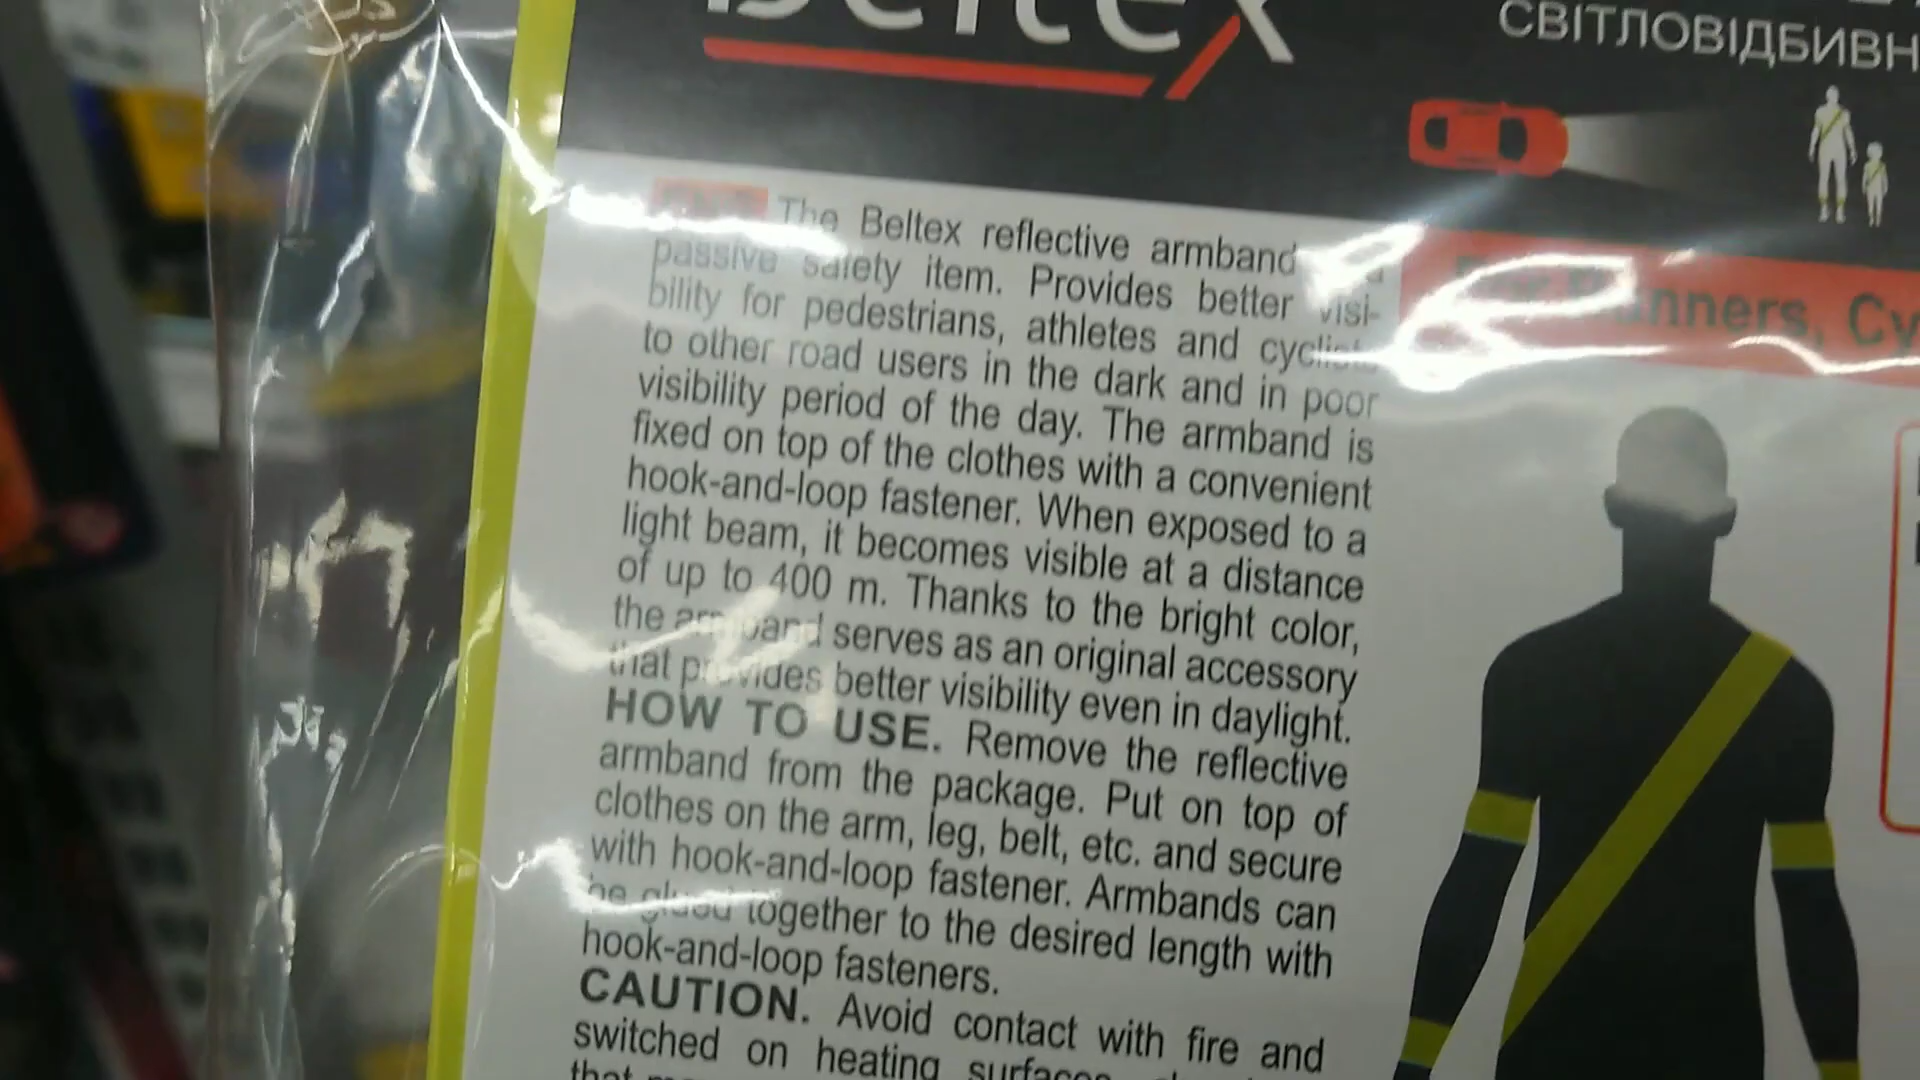 Beltex
СВІТЛОВІДБИВН
The Beltex reflective armband
passive safety item. Provides better visi-
bility for pedestrians, athletes and cyclists
to other road users in the dark and in poor
visibility period of the day. The armband is
fixed on top of the clothes with a convenient
hook-and-loop fastener. When exposed to a
light beam, it becomes visible at a distance
of up to 400 m. Thanks to the bright color,
the armband serves as an original accessory
that provides better visibility even in daylight.
HOW TO USE. Remove the reflective
armband from the package. Put on top of
clothes on the arm, leg, belt, etc. and secure
with hook-and-loop fastener. Armbands can
be glued together to the desired length with
hook-and-loop fasteners.
CAUTION. Avoid contact with fire and
switched on heating surfaces
that
Runners, Cy